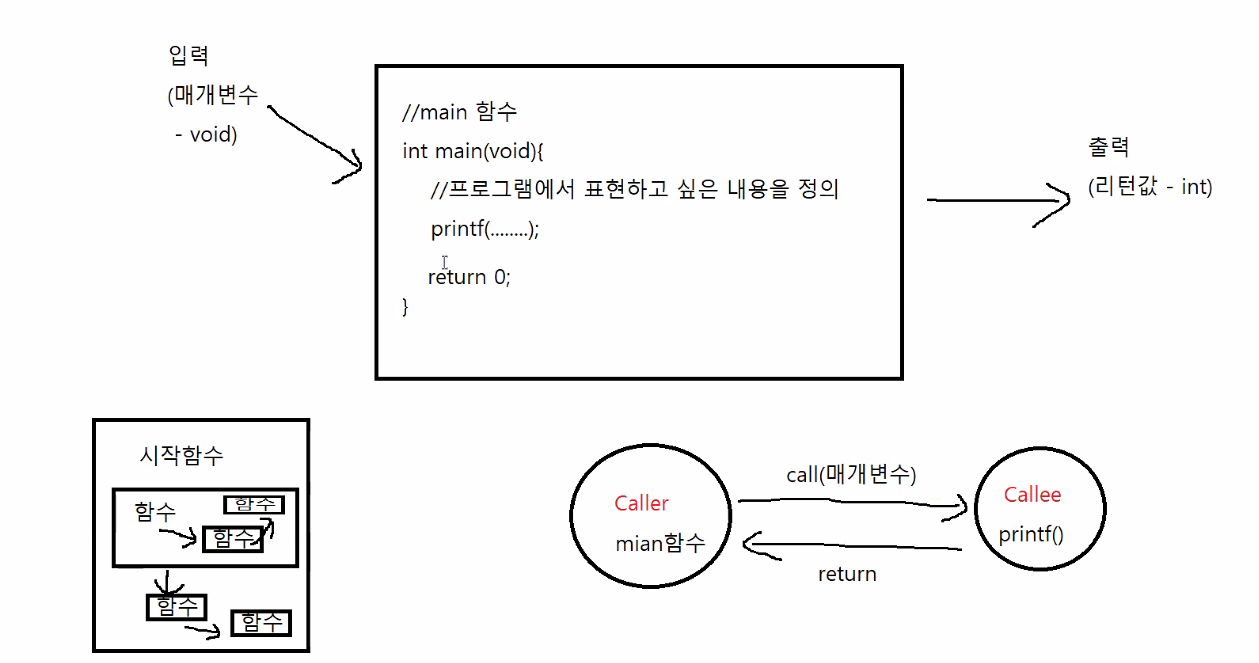 입력
(매개변수
- void)
//main 함수
int main(void){
//프로그램에서 표현하고 싶은 내용을 정의
printf(........);
return 0;
}
출력
(리턴값 - int)
시작함수
함수
함수
함수
함수
함수
Caller
mian함수
call(매개변수)
return
Callee
printf()